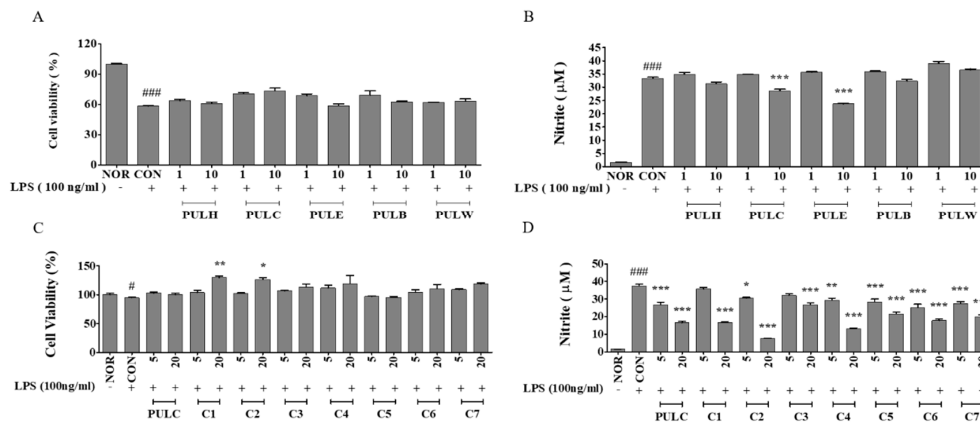 A
Cell viability (%)
120
90
60
30
0
###
NOR CON 1 10 1 10 1 10 1 10 1 10
LPS ( 100 ng/ml ) - + + + + + + + + + + +
PULH PULC PULE PULB PULW
B
Nitrite ( μM )
45
40
35
30
25
20
15
10
5
0
### *** ***
NOR CON 1 10 1 10 1 10 1 10 1 10
LPS ( 100 ng/ml ) - + + + + + + + + + + +
PULH PULC PULE PULB PULW
C
Cell Viability (%)
150
100
50
0
# ** *
NOR CON 5 20 5 20 5 20 5 20 5 20 5 20 5 20 5 20
LPS (100ng/ml) - + + + + + + + + + + + + + + + + +
PULC C1 C2 C3 C4 C5 C6 C7
D
Nitrite ( μM )
50
40
30
20
10
0
### *** *** *** * *** *** ** *** *** *** *** *** ***
NOR CON 5 20 5 20 5 20 5 20 5 20 5 20 5 20 5
LPS (100ng/ml) - + + + + + + + + + + + + + + + + +
PULC C1 C2 C3 C4 C5 C6 C7